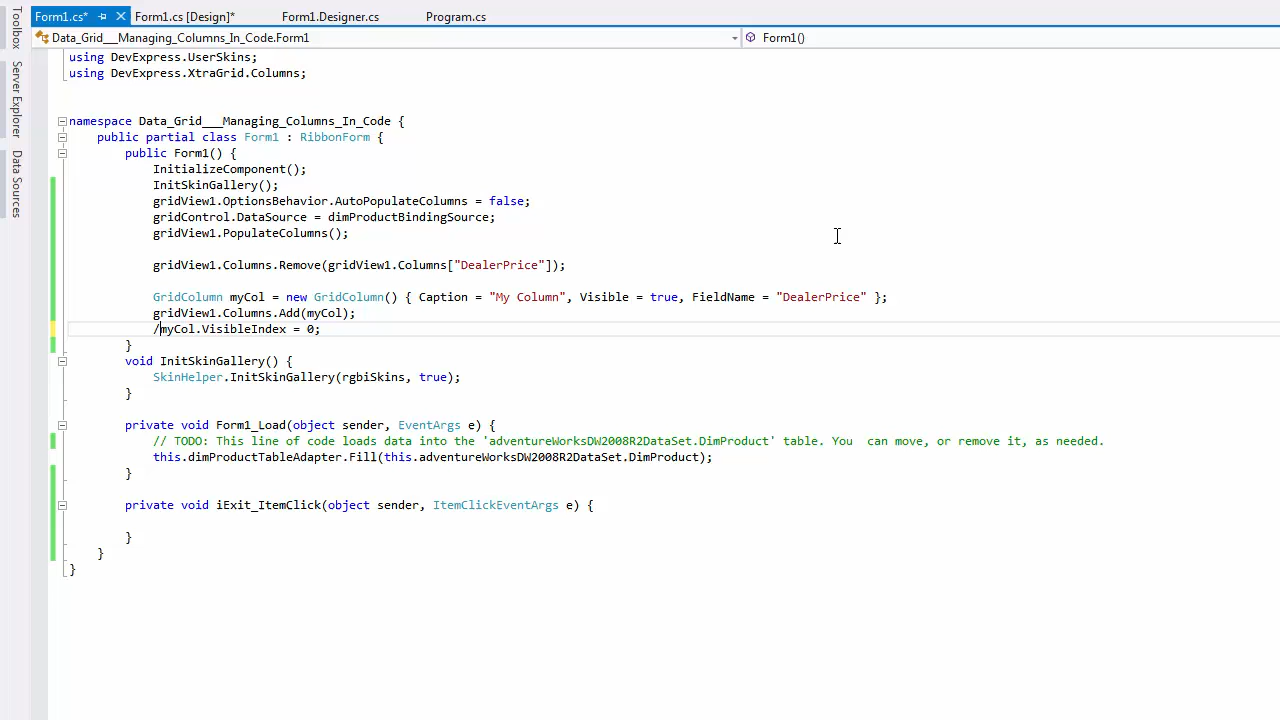 Form1.cs* Form1.cs [Design]* Form1.Designer.cs Program.cs
Data_Grid___Managing_Columns_In_Code.Form1 Form1()
Toolbox
Server Explorer
Data Sources
using DevExpress.UserSkins;
using DevExpress.XtraGrid.Columns;
namespace Data_Grid___Managing_Columns_In_Code {
public partial class Form1 : RibbonForm {
public Form1() {
InitializeComponent();
InitSkinGallery();
gridView1.OptionsBehavior.AutoPopulateColumns = false;
gridControl.DataSource = dimProductBindingSource;
gridView1.PopulateColumns();
gridView1.Columns.Remove(gridView1.Columns["DealerPrice"]);
GridColumn myCol = new GridColumn() { Caption = "My Column", Visible = true, FieldName = "DealerPrice" };
gridView1.Columns.Add(myCol);
/myCol.VisibleIndex = 0;
}
void InitSkinGallery() {
SkinHelper.InitSkinGallery(rgbiSkins, true);
}
private void Form1_Load(object sender, EventArgs e) {
// TODO: This line of code loads data into the 'adventureWorksDW2008R2DataSet.DimProduct' table. You  can move, or remove it, as needed.
this.dimProductTableAdapter.Fill(this.adventureWorksDW2008R2DataSet.DimProduct);
}
private void iExit_ItemClick(object sender, ItemClickEventArgs e) {
}
}
}